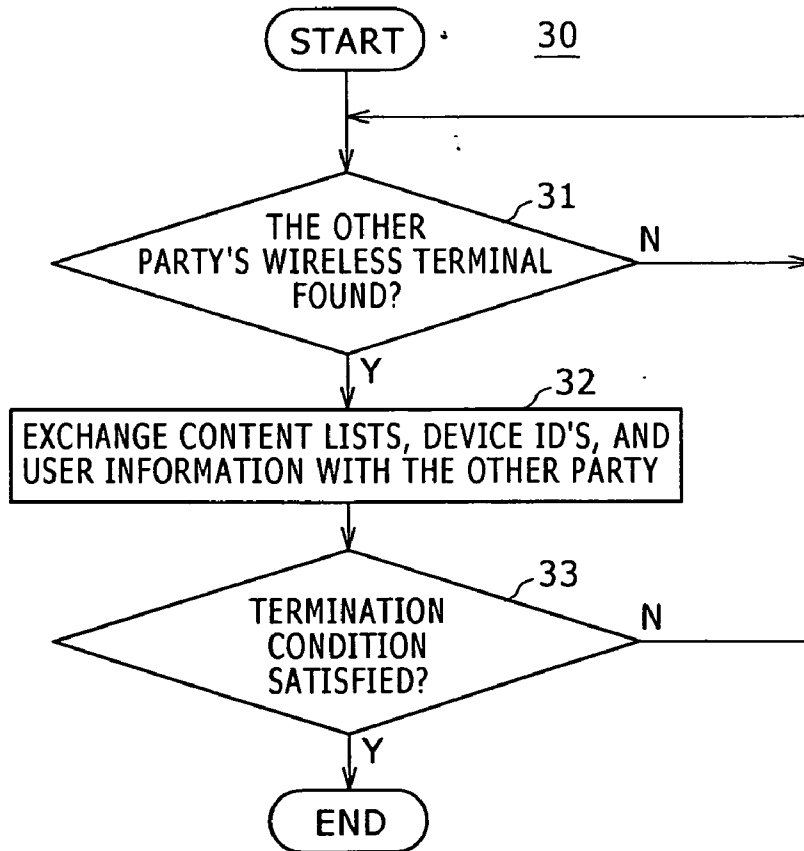 START
30
31
THE OTHER
PARTY'S WIRELESS TERMINAL
FOUND?
N
Y
32
EXCHANGE CONTENT LISTS, DEVICE ID'S, AND
USER INFORMATION WITH THE OTHER PARTY
33
TERMINATION
CONDITION
SATISFIED?
N
Y
END